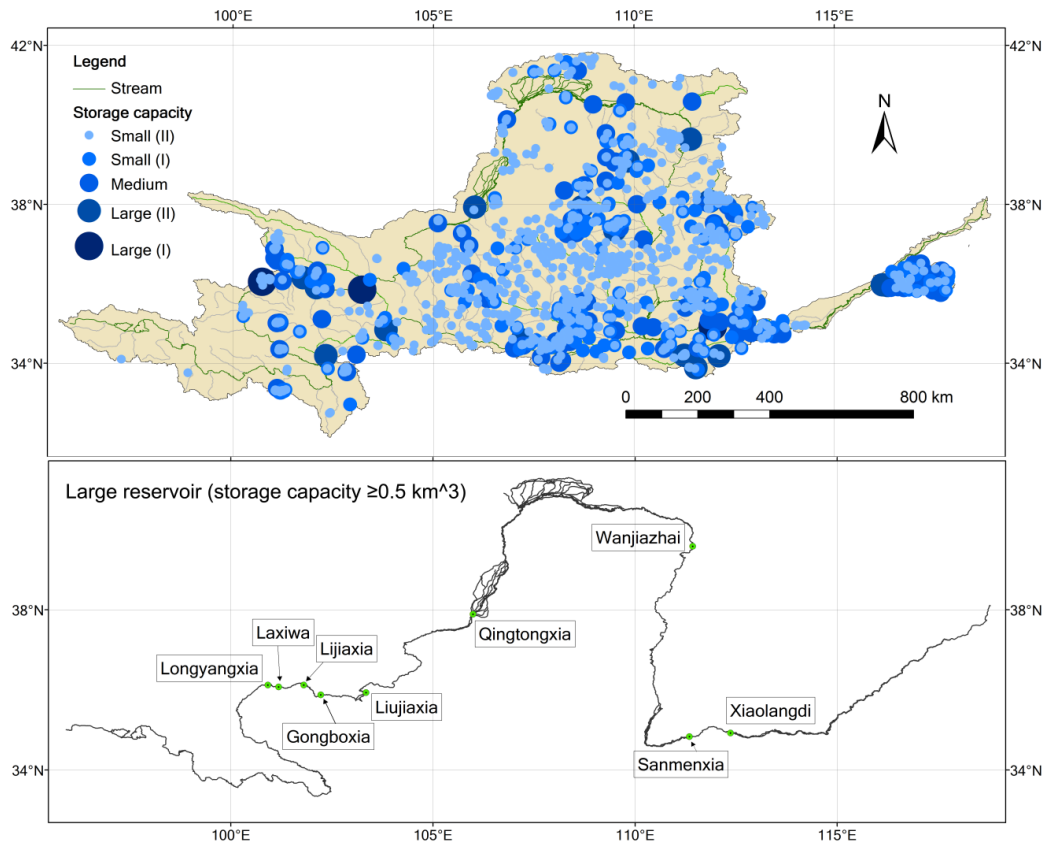 100°E 105°E 110°E 115°E
42°N 42°N
Legend
Stream
Storage capacity
Small (II)
Small (I)
Medium
Large (II)
Large (I)
N
38°N 38°N
34°N 34°N
0 200 400 800 km
Large reservoir (storage capacity ≥0.5 km^3)
Wanjiazhai
38°N 38°N
Qingtongxia
Laxiwa
Lijiaxia
Longyangxia
Liujiaxia
Gongboxia
Xiaolangdi
Sanmenxia
34°N 34°N
100°E 105°E 110°E 115°E